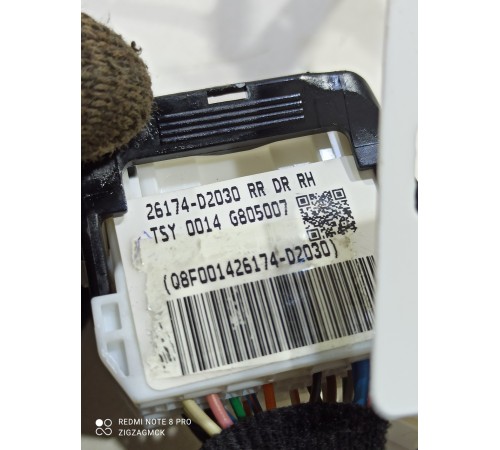 26174-D2030 RR DR RH
TSY 0014 G805007
(Q8F001426174-D2030)
REDMI NOTE 8 PRO
ZIGZAGMCK